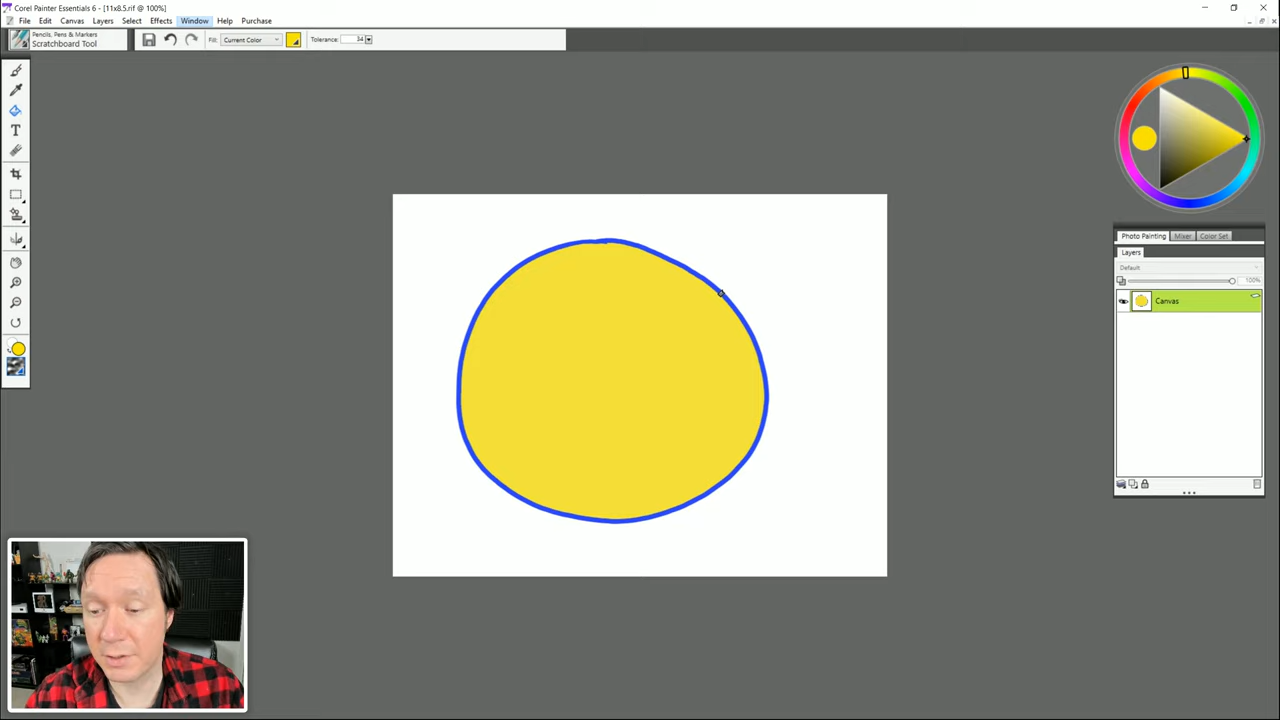 Corel Painter Essentials 6 - [11x8.5.rif @ 100%]
File Edit Canvas Layers Select Effects Window Help Purchase
Pencils, Pens & Markers
Scratchboard Tool
Fill: Current Color Tolerance: 34
T
Photo Painting Mixer Color Set
Layers
Default
100%
Canvas